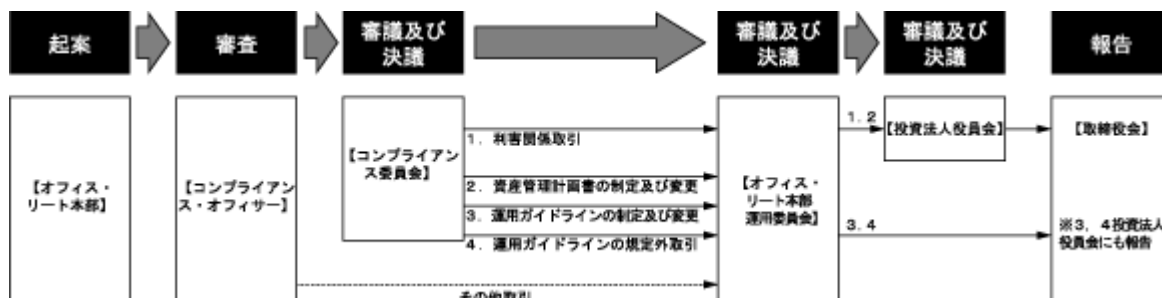 起案
審査
審議及び
決議
審議及び
決議
審議及び
決議
報告
【オフィス・
リート本部】
【コンプライアン
ス・オフィサー】
【コンプライアン
ス委員会】
1．利害関係取引
2．資産管理計画書の制定及び変更
3．運用ガイドラインの制定及び変更
4．運用ガイドラインの規定外取引
その他取引
【オフィス・
リート本部
運用委員会】
1.2
3.4
【投資法人役員会】
【取締役会】
※3，4投資法人
役員会にも報告